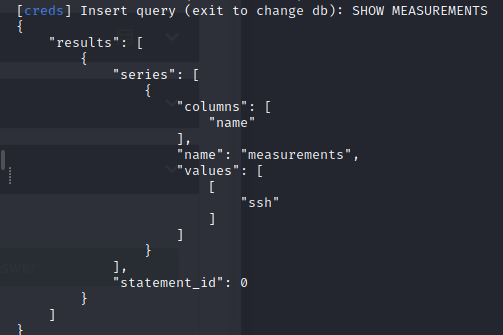 [creds] Insert query (exit to change db): SHOW MEASUREMENTS
{
    "results": [
        {
            "series": [
                {
                    "columns": [
                        "name"
                    ],
                    "name": "measurements",
                    "values": [
                        [
                            "ssh"
                        ]
                    ]
                }
            ],
            "statement_id": 0
        }
    ]
}